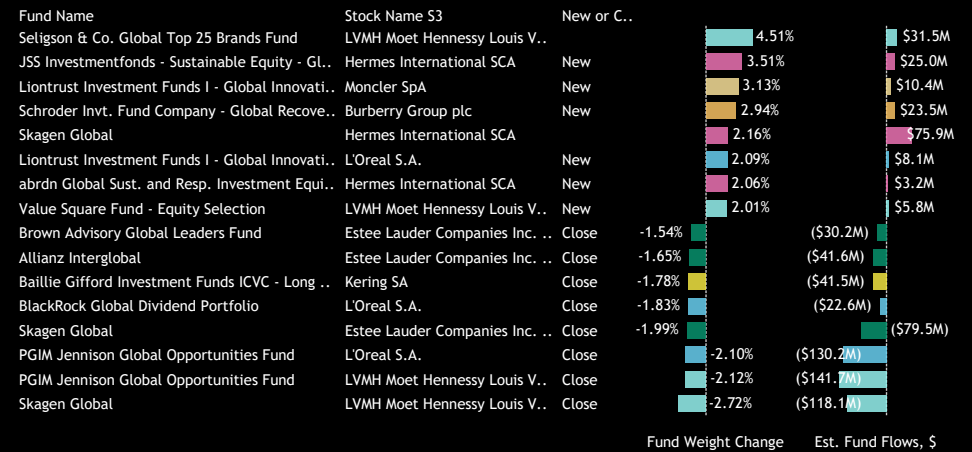 Fund Name Stock Name S3 New or C..
Seligson & Co. Global Top 25 Brands Fund LVMH Moet Hennessy Louis V.. 4.51% $31.5M
JSS Investmentfonds - Sustainable Equity - Gl.. Hermes International SCA New 3.51% $25.0M
Liontrust Investment Funds I - Global Innovati.. Moncler SpA New 3.13% $10.4M
Schroder Invt. Fund Company - Global Recove.. Burberry Group plc New 2.94% $23.5M
Skagen Global Hermes International SCA 2.16% $75.9M
Liontrust Investment Funds I - Global Innovati.. L'Oreal S.A. New 2.09% $8.1M
abrdn Global Sust. and Resp. Investment Equi.. Hermes International SCA New 2.06% $3.2M
Value Square Fund - Equity Selection LVMH Moet Hennessy Louis V.. New 2.01% $5.8M
Brown Advisory Global Leaders Fund Estee Lauder Companies Inc. .. Close -1.54% ($30.2M)
Allianz Interglobal Estee Lauder Companies Inc. .. Close -1.65% ($41.6M)
Baillie Gifford Investment Funds ICVC - Long .. Kering SA Close -1.78% ($41.5M)
BlackRock Global Dividend Portfolio L'Oreal S.A. Close -1.83% ($22.6M)
Skagen Global Estee Lauder Companies Inc. .. Close -1.99% ($79.5M)
PGIM Jennison Global Opportunities Fund L'Oreal S.A. Close -2.10% ($130.2M)
PGIM Jennison Global Opportunities Fund LVMH Moet Hennessy Louis V.. Close -2.12% ($141.7M)
Skagen Global LVMH Moet Hennessy Louis V.. Close -2.72% ($118.1M)
Fund Weight Change Est. Fund Flows, $